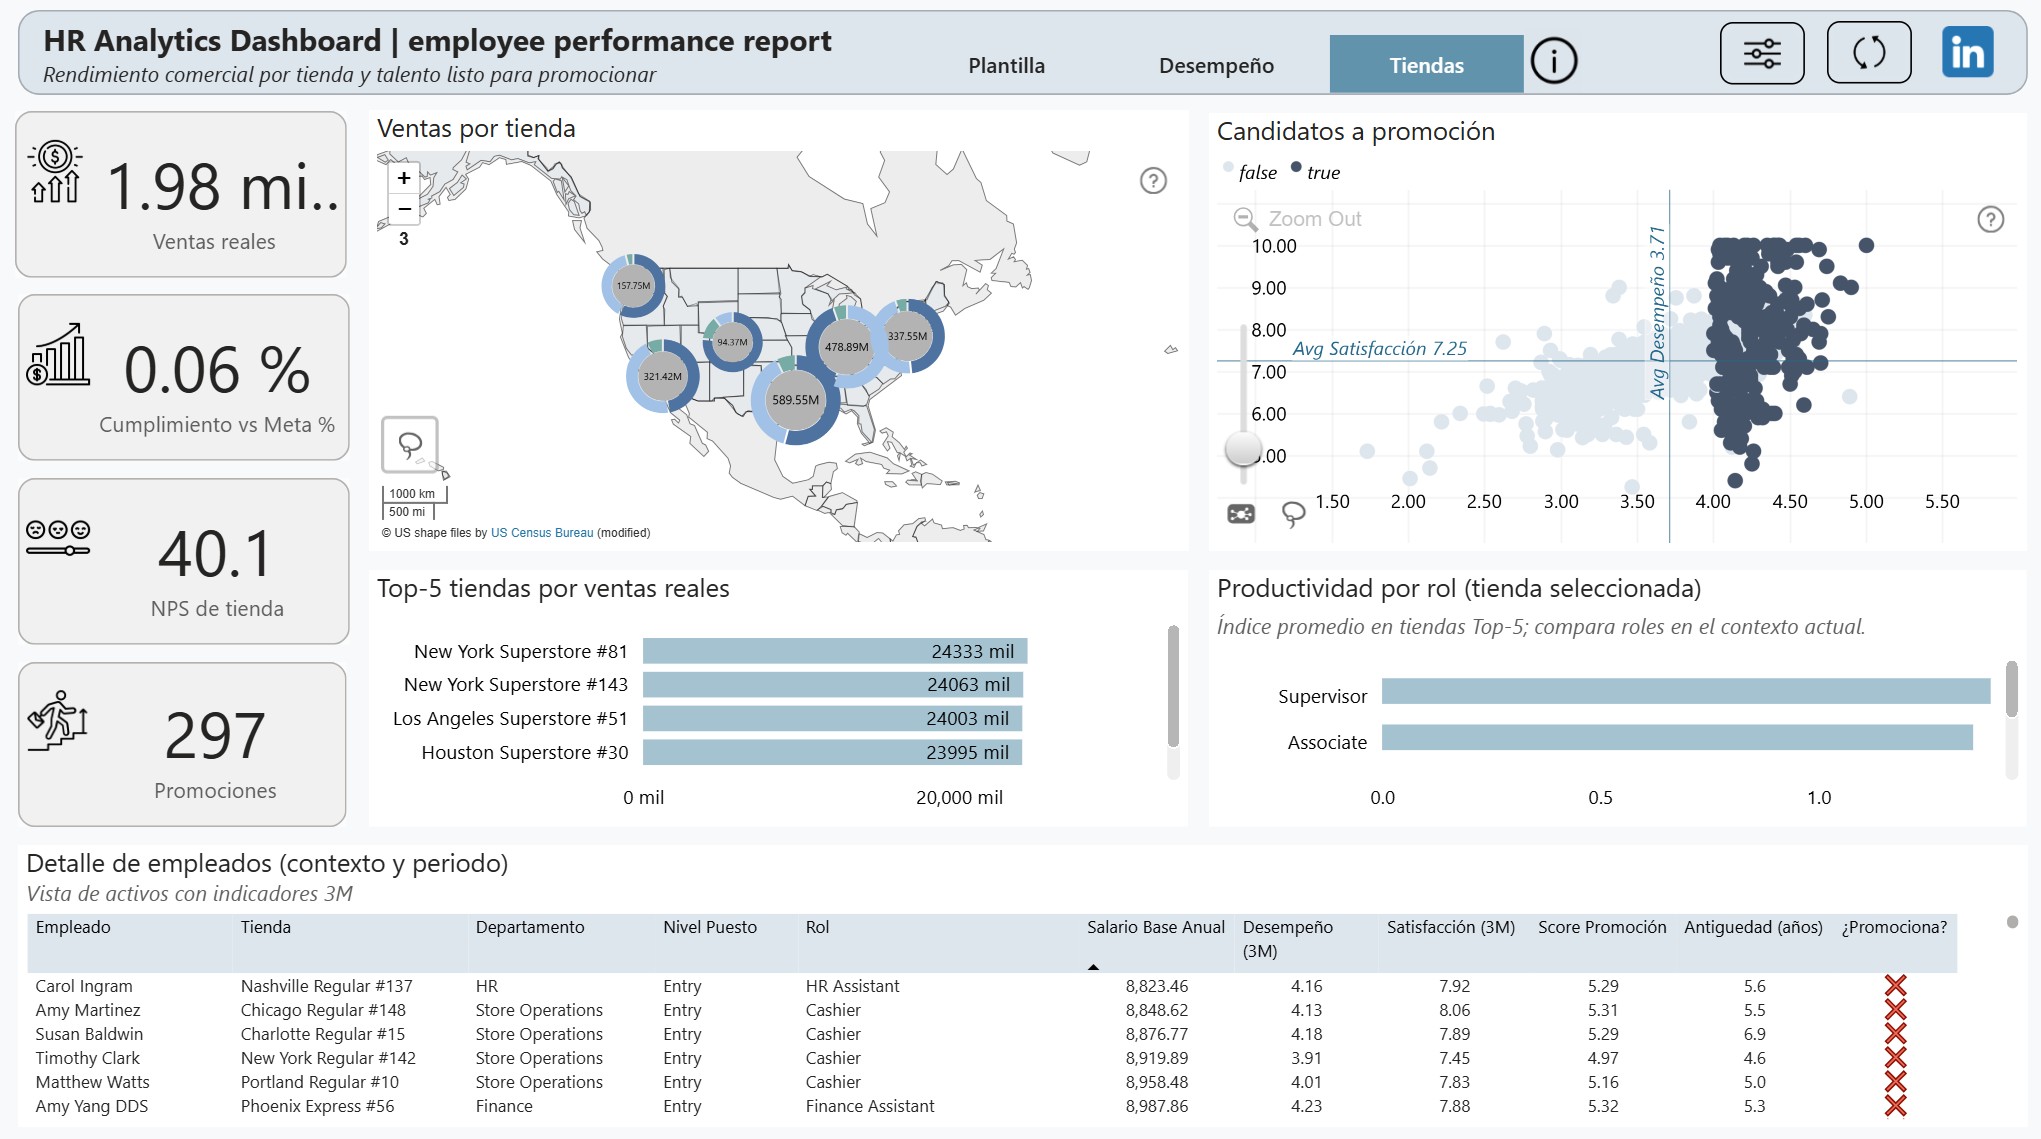 HR Analytics Dashboard | employee performance report
Rendimiento comercial por tienda y talento listo para promocionar
Plantilla
Desempeño
Tiendas
i
in
1.98 mi..
Ventas reales
0.06 %
Cumplimiento vs Meta %
40.1
NPS de tienda
297
Promociones
Ventas por tienda
+
−
3
?
157.75M
94.37M
321.42M
478.89M
337.55M
589.55M
1000 km
500 mi
© US shape files by US Census Bureau (modified)
Candidatos a promoción
false true
Zoom Out
?
10.00
9.00
8.00
7.00
6.00
5.00
Avg Satisfacción 7.25
Avg Desempeño 3.71
1.50 2.00 2.50 3.00 3.50 4.00 4.50 5.00 5.50
Top-5 tiendas por ventas reales
New York Superstore #81 24333 mil
New York Superstore #143 24063 mil
Los Angeles Superstore #51 24003 mil
Houston Superstore #30 23995 mil
0 mil 20,000 mil
Productividad por rol (tienda seleccionada)
Índice promedio en tiendas Top-5; compara roles en el contexto actual.
Supervisor
Associate
0.0 0.5 1.0
Detalle de empleados (contexto y periodo)
Vista de activos con indicadores 3M
Empleado Tienda Departamento Nivel Puesto Rol Salario Base Anual Desempeño (3M) Satisfacción (3M) Score Promoción Antiguedad (años) ¿Promociona?
Carol Ingram Nashville Regular #137 HR Entry HR Assistant 8,823.46 4.16 7.92 5.29 5.6
Amy Martinez Chicago Regular #148 Store Operations Entry Cashier 8,848.62 4.13 8.06 5.31 5.5
Susan Baldwin Charlotte Regular #15 Store Operations Entry Cashier 8,876.77 4.18 7.89 5.29 6.9
Timothy Clark New York Regular #142 Store Operations Entry Cashier 8,919.89 3.91 7.45 4.97 4.6
Matthew Watts Portland Regular #10 Store Operations Entry Cashier 8,958.48 4.01 7.83 5.16 5.0
Amy Yang DDS Phoenix Express #56 Finance Entry Finance Assistant 8,987.86 4.23 7.88 5.32 5.3